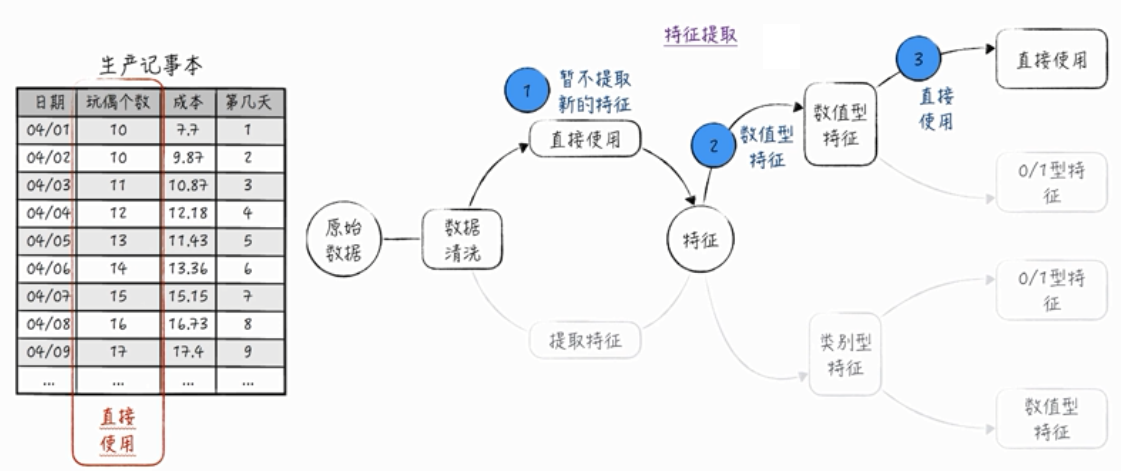 特征提取
生产记事本
日期 玩偶个数 成本 第几天
04/01 10 7.7 1
04/02 10 9.87 2
04/03 11 10.87 3
04/04 12 12.18 4
04/05 13 11.43 5
04/06 14 13.36 6
04/07 15 15.15 7
04/08 16 16.73 8
04/09 17 17.4 9
... ... ... ...
直接
使用
原始
数据
数据
清洗
1
暂不提取
新的特征
直接使用
提取特征
特征
2
数值型
特征
数值型
特征
3
直接
使用
直接使用
0/1型特
征
类别型
特征
0/1型特
征
数值型
特征